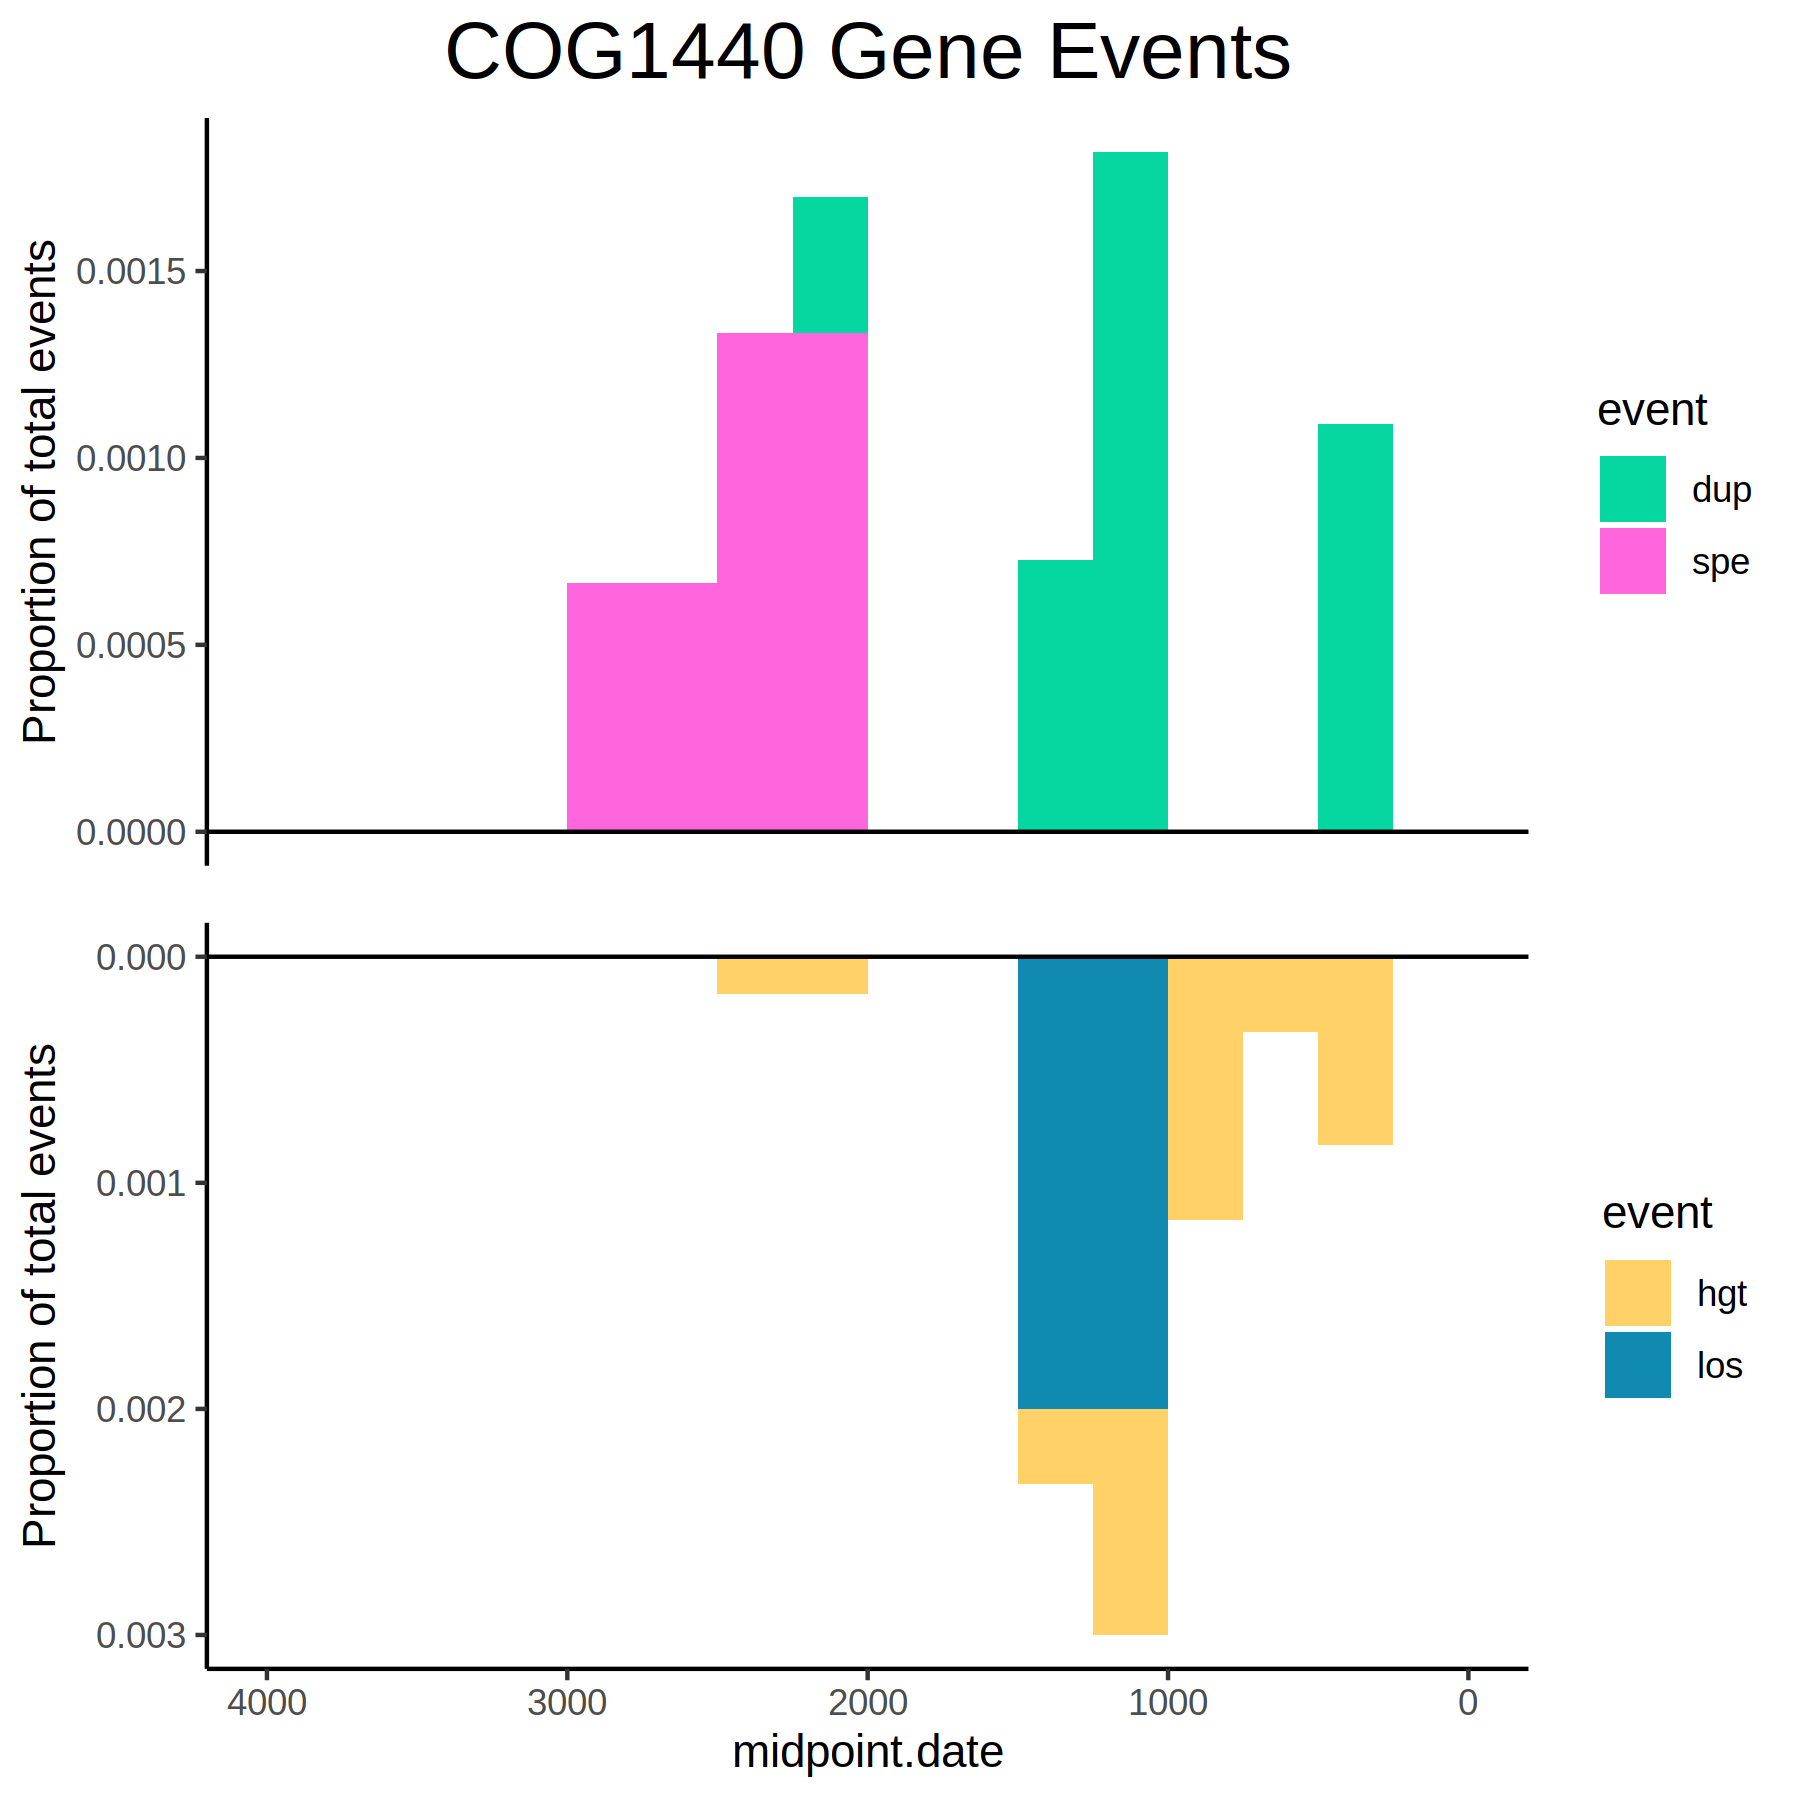 COG1440 Gene Events
Proportion of total events
0.0015
0.0010
0.0005
0.0000
event
dup
spe
Proportion of total events
0.000
0.001
0.002
0.003
event
hgt
los
4000 3000 2000 1000 0
midpoint.date